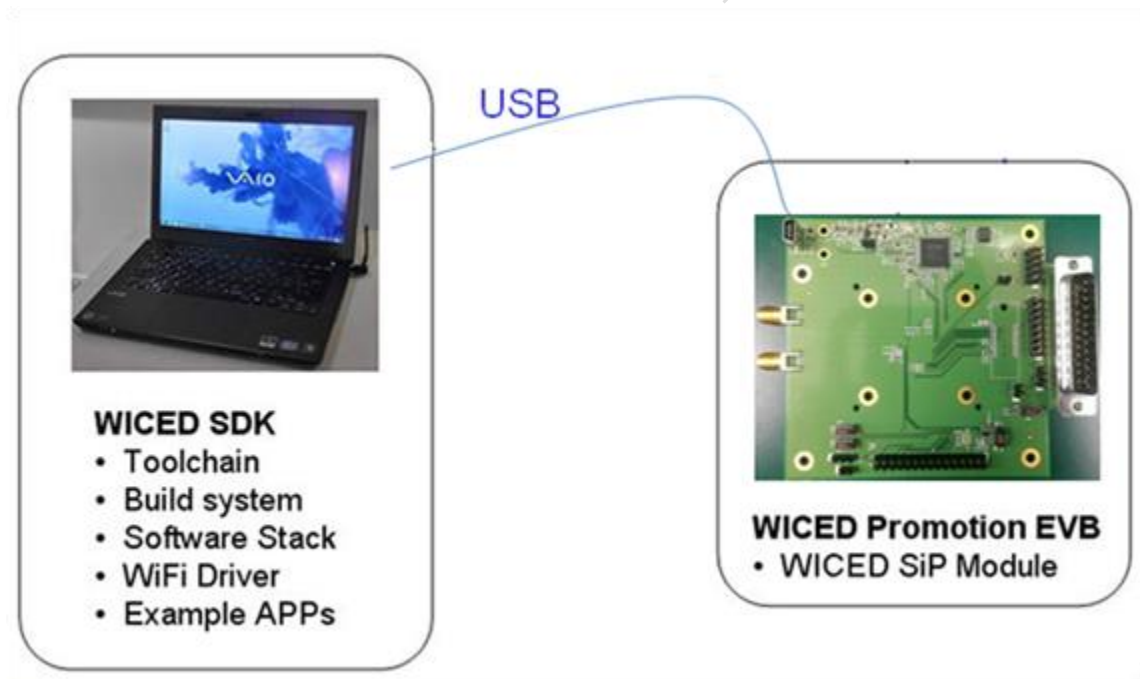 USB
VAIO
WICED SDK
• Toolchain
• Build system
• Software Stack
• WiFi Driver
• Example APPs
WICED Promotion EVB
• WICED SiP Module